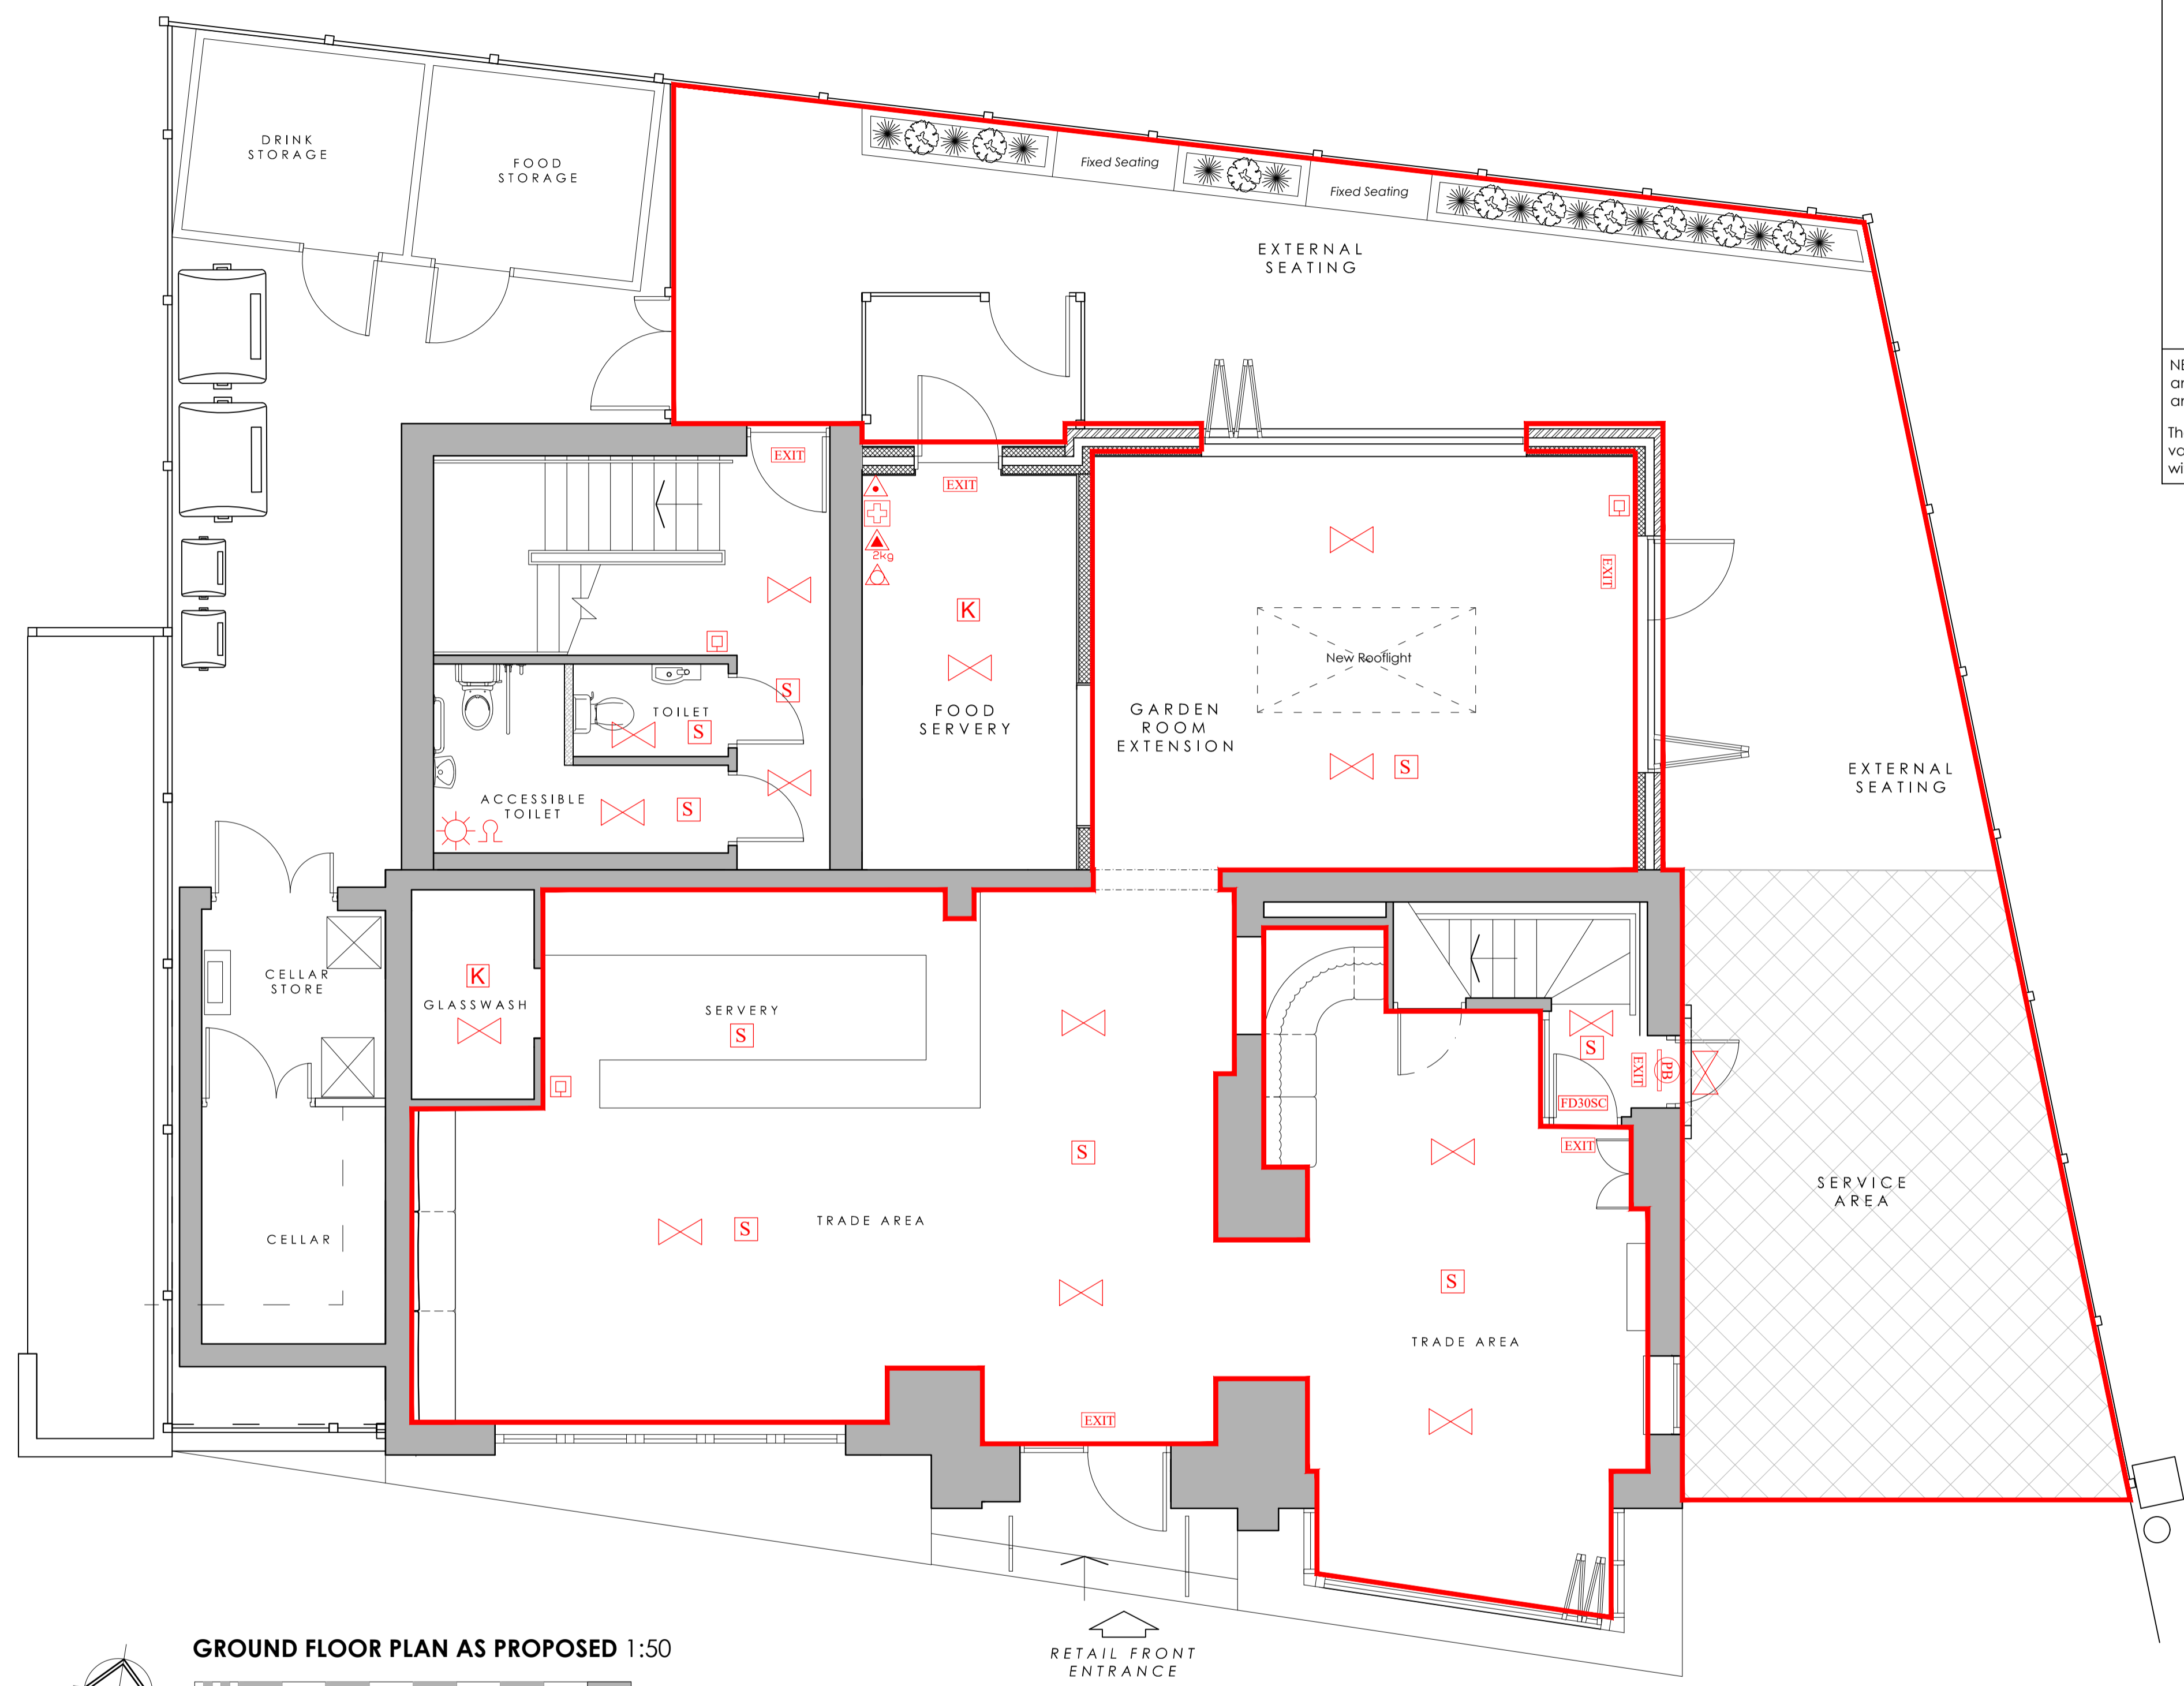 DRINK
STORAGE
FOOD
STORAGE
Fixed Seating
Fixed Seating
EXTERNAL
SEATING
EXIT
EXIT
2kg
K
EXIT
New Rooflight
S
TOILET
S
FOOD
SERVERY
GARDEN
ROOM
EXTENSION
S
EXTERNAL
SEATING
ACCESSIBLE
TOILET
S
CELLAR
STORE
K
GLASSWASH
SERVERY
S
S
EXIT
PB
FD30SC
EXIT
S
SERVICE
AREA
TRADE AREA
S
CELLAR
S
TRADE AREA
EXIT
RETAIL FRONT
ENTRANCE
GROUND FLOOR PLAN AS PROPOSED 1:50